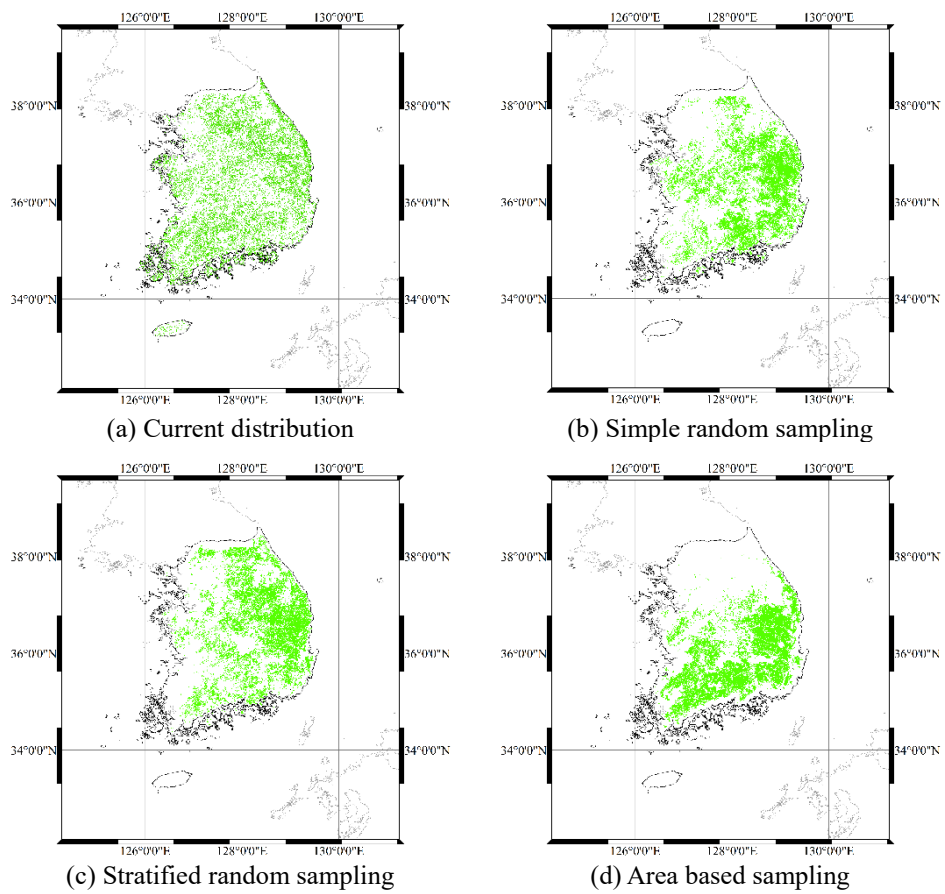 126°0'0"E 128°0'0"E 130°0'0"E 126°0'0"E 128°0'0"E 130°0'0"E
38°0'0"N 38°0'0"N 38°0'0"N 38°0'0"N
36°0'0"N 36°0'0"N 36°0'0"N 36°0'0"N
34°0'0"N 34°0'0"N 34°0'0"N 34°0'0"N
126°0'0"E 128°0'0"E 130°0'0"E 126°0'0"E 128°0'0"E 130°0'0"E
(a) Current distribution (b) Simple random sampling
126°0'0"E 128°0'0"E 130°0'0"E 126°0'0"E 128°0'0"E 130°0'0"E
38°0'0"N 38°0'0"N 38°0'0"N 38°0'0"N
36°0'0"N 36°0'0"N 36°0'0"N 36°0'0"N
34°0'0"N 34°0'0"N 34°0'0"N 34°0'0"N
126°0'0"E 128°0'0"E 130°0'0"E 126°0'0"E 128°0'0"E 130°0'0"E
(c) Stratified random sampling (d) Area based sampling